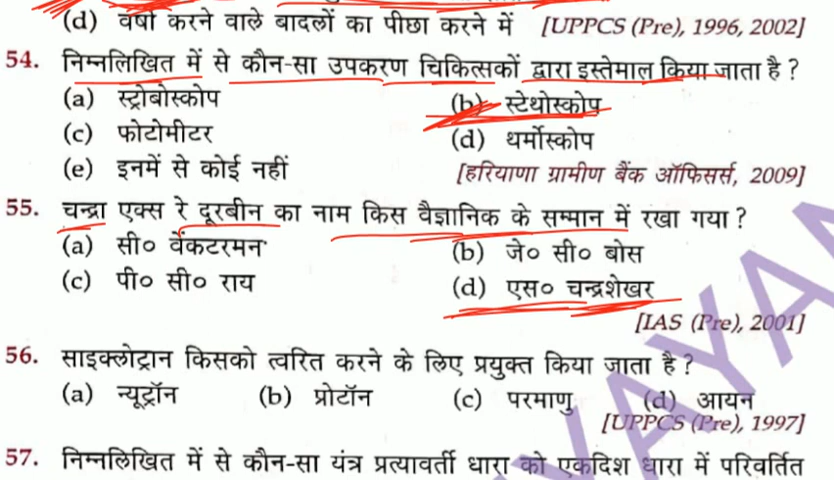 (d) वर्षा करने वाले बादलों का पीछा करने में [UPPCS (Pre), 1996, 2002]
54. निम्नलिखित में से कौन-सा उपकरण चिकित्सकों द्वारा इस्तेमाल किया जाता है ?
(a) स्ट्रोबोस्कोप (b) स्टेथोस्कोप
(c) फोटोमीटर (d) थर्मोस्कोप
(e) इनमें से कोई नहीं [हरियाणा ग्रामीण बैंक ऑफिसर्स, 2009]
55. चन्द्रा एक्स रे दूरबीन का नाम किस वैज्ञानिक के सम्मान में रखा गया ?
(a) सी० वेंकटरमन (b) जे० सी० बोस
(c) पी० सी० राय (d) एस० चन्द्रशेखर
[IAS (Pre), 2001]
56. साइक्लोट्रान किसको त्वरित करने के लिए प्रयुक्त किया जाता है ?
(a) न्यूट्रॉन (b) प्रोटॉन (c) परमाणु (d) आयन
[UPPCS (Pre), 1997]
57. निम्नलिखित में से कौन-सा यंत्र प्रत्यावर्ती धारा को एकदिश धारा में परिवर्तित